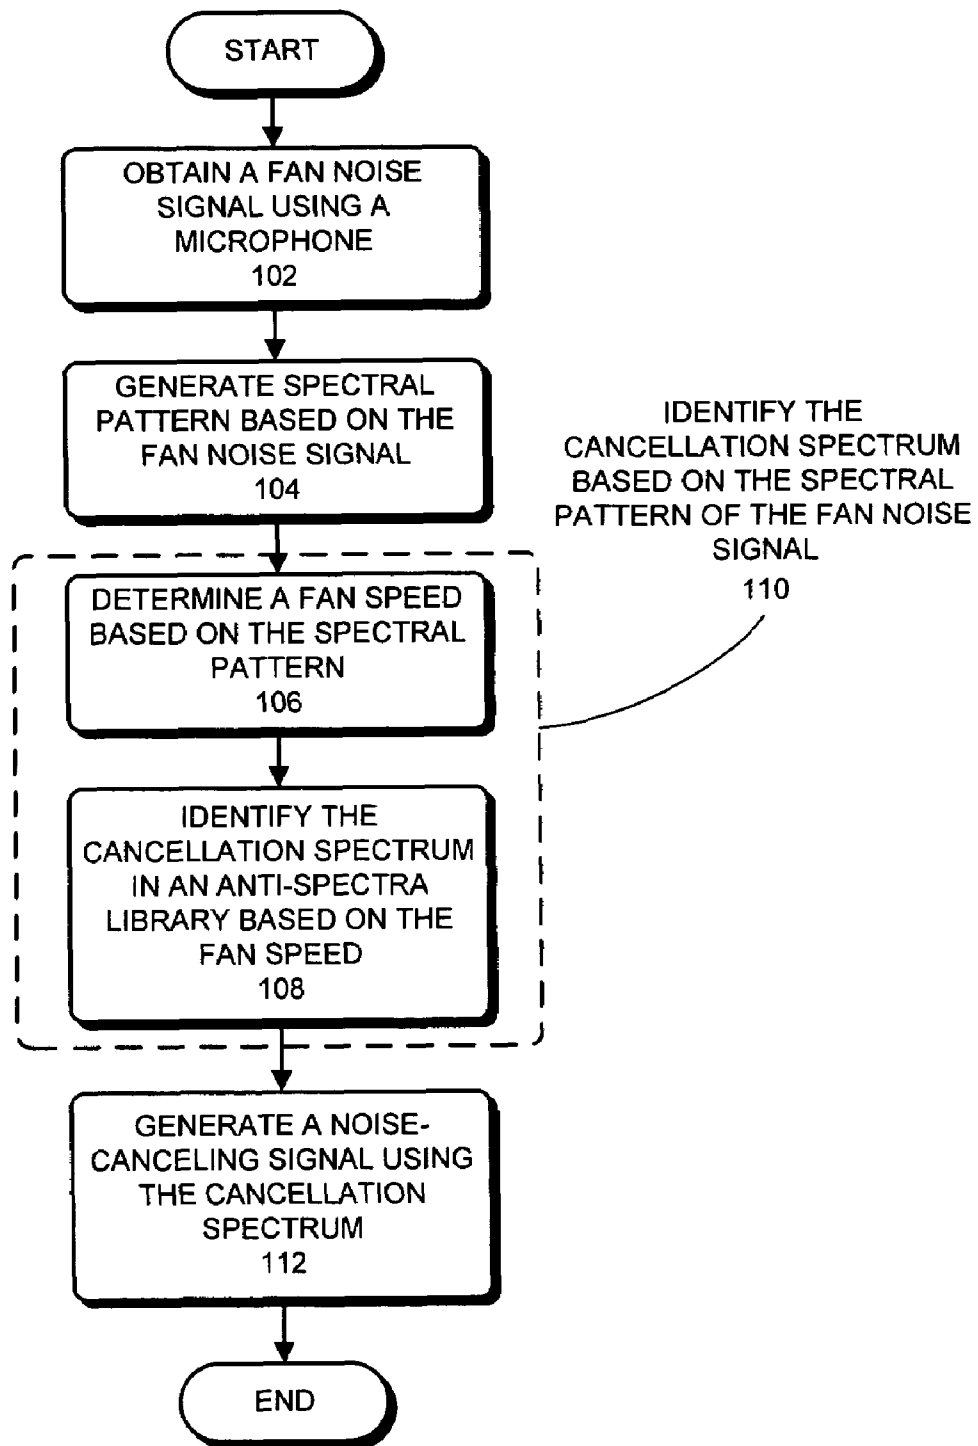 START
OBTAIN A FAN NOISE
SIGNAL USING A
MICROPHONE
102
GENERATE SPECTRAL
PATTERN BASED ON THE
FAN NOISE SIGNAL
104
IDENTIFY THE
CANCELLATION SPECTRUM
BASED ON THE SPECTRAL
PATTERN OF THE FAN NOISE
SIGNAL
110
DETERMINE A FAN SPEED
BASED ON THE SPECTRAL
PATTERN
106
IDENTIFY THE
CANCELLATION SPECTRUM
IN AN ANTI-SPECTRA
LIBRARY BASED ON THE
FAN SPEED
108
GENERATE A NOISE-
CANCELING SIGNAL USING
THE CANCELLATION
SPECTRUM
112
END